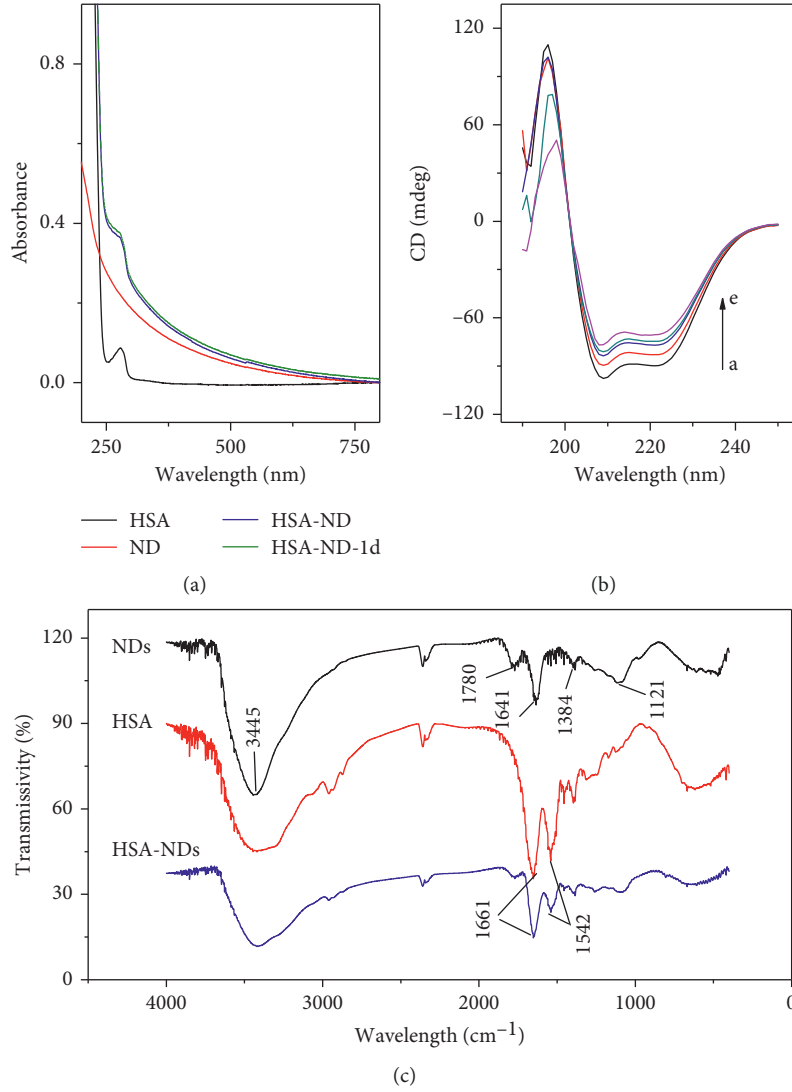 0.8
0.4
0.0
Absorbance
250 500 750
Wavelength (nm)
120
60
0
−60
−120
CD (mdeg)
e
a
200 220 240
Wavelength (nm)
HSA
ND
HSA-ND
HSA-ND-1d
(a)
(b)
120
90
60
30
0
Transmissivity (%)
NDs
HSA
HSA-NDs
3445
1780
1641
1384
1121
1661
1542
4000 3000 2000 1000 0
Wavelength (cm⁻¹)
(c)